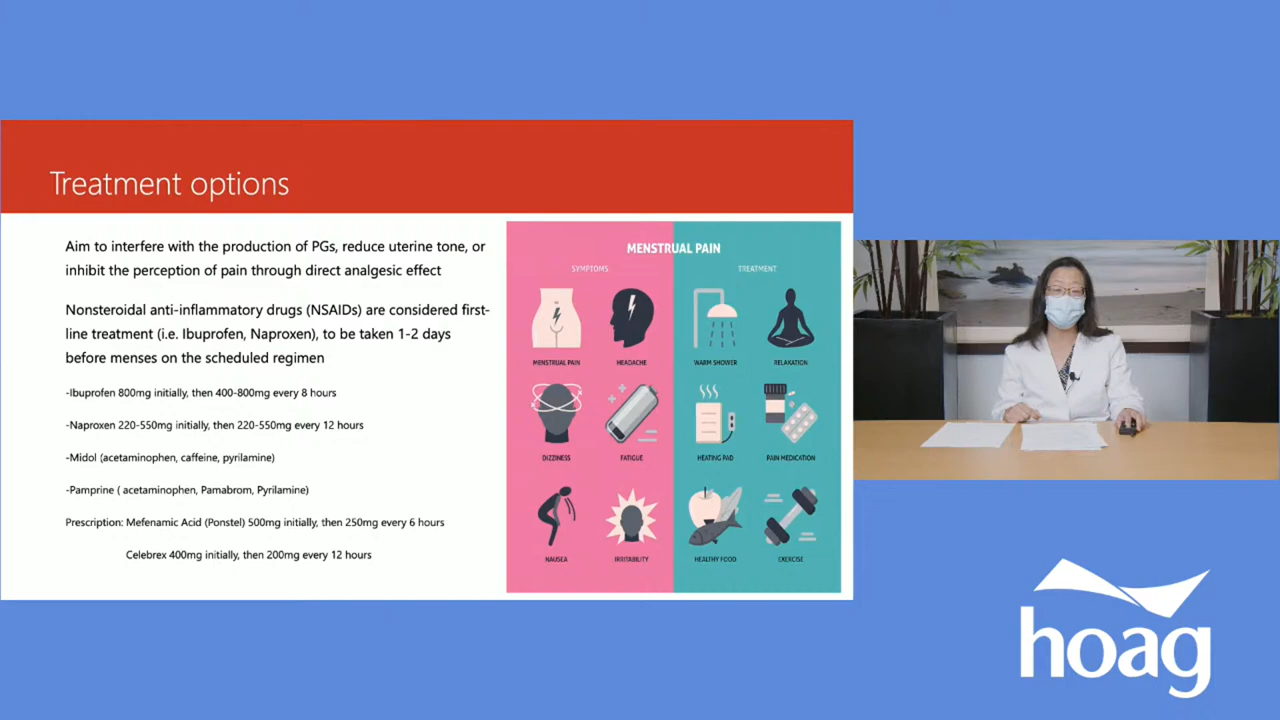 Treatment options
Aim to interfere with the production of PGs, reduce uterine tone, or
inhibit the perception of pain through direct analgesic effect
Nonsteroidal anti-inflammatory drugs (NSAIDs) are considered first-
line treatment (i.e. Ibuprofen, Naproxen), to be taken 1-2 days
before menses on the scheduled regimen
-Ibuprofen 800mg initially, then 400-800mg every 8 hours
-Naproxen 220-550mg initially, then 220-550mg every 12 hours
-Midol (acetaminophen, caffeine, pyrilamine)
-Pamprine ( acetaminophen, Pamabrom, Pyrilamine)
Prescription: Mefenamic Acid (Ponstel) 500mg initially, then 250mg every 6 hours
Celebrex 400mg initially, then 200mg every 12 hours
MENSTRUAL PAIN
SYMPTOMS
TREATMENT
MENSTRUAL PAIN
HEADACHE
WARM SHOWER
RELAXATION
DIZZINESS
FATIGUE
HEATING PAD
PAIN MEDICATION
NAUSEA
IRRITABILITY
HEALTHY FOOD
EXERCISE
hoag